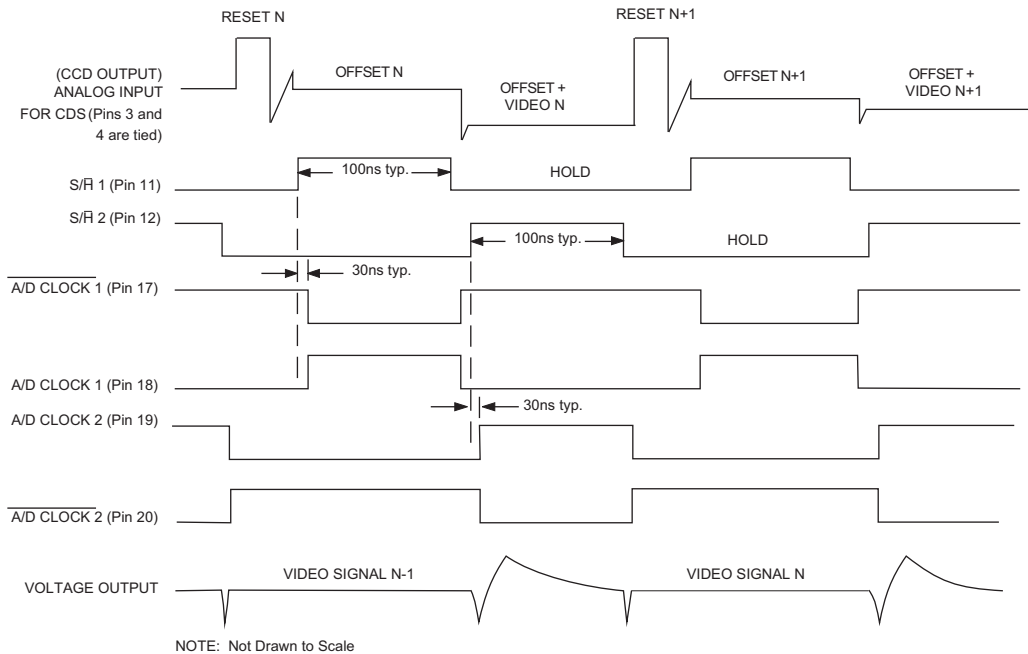 RESET N
RESET N+1
(CCD OUTPUT)
ANALOG INPUT
FOR CDS (Pins 3 and
4 are tied)
OFFSET N
OFFSET +
VIDEO N
OFFSET N+1
OFFSET +
VIDEO N+1
S/H̅ 1 (Pin 11)
100ns typ.
HOLD
S/H̅ 2 (Pin 12)
100ns typ.
HOLD
30ns typ.
A/D CLOCK 1 (Pin 17)
A/D CLOCK 1 (Pin 18)
30ns typ.
A/D CLOCK 2 (Pin 19)
A/D CLOCK 2 (Pin 20)
VOLTAGE OUTPUT
VIDEO SIGNAL N-1
VIDEO SIGNAL N
NOTE: Not Drawn to Scale